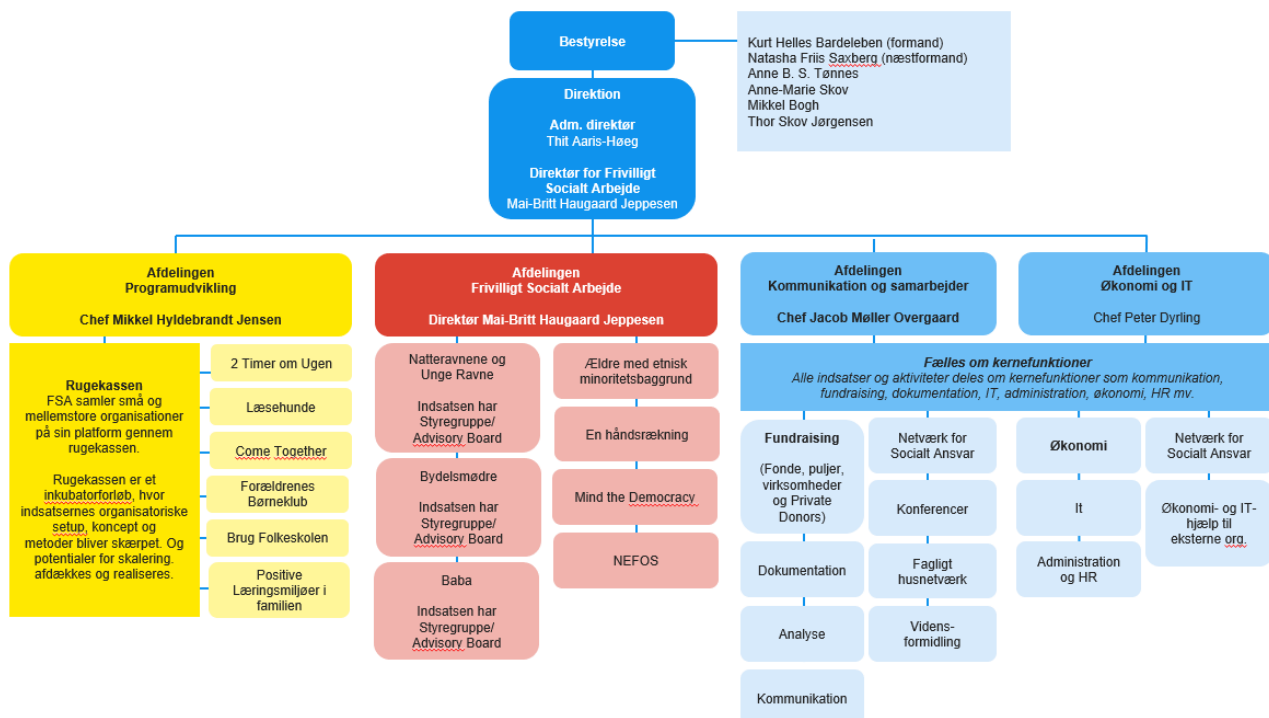 Bestyrelse
Kurt Helles Bardeleben (formand)
Natasha Friis Saxberg (næstformand)
Anne B. S. Tønnes
Anne-Marie Skov
Mikkel Bogh
Thor Skov Jørgensen
Direktion
Adm. direktør
Thit Aaris-Høeg
Direktør for Frivilligt
Socialt Arbejde
Mai-Britt Haugaard Jeppesen
Afdelingen
Programudvikling
Chef Mikkel Hyldebrandt Jensen
Rugekassen
FSA samler små og
mellemstore organisationer
på sin platform gennem
rugekassen.
Rugekassen er et
inkubatorforløb, hvor
indsatsernes organisatoriske
setup, koncept og
metoder bliver skærpet. Og
potentialer for skalering.
afdækkes og realiseres.
2 Timer om Ugen
Læsehunde
Come Together
Forældrenes
Børneklub
Brug Folkeskolen
Positive
Læringsmiljøer i
familien
Afdelingen
Frivilligt Socialt Arbejde
Direktør Mai-Britt Haugaard Jeppesen
Natteravnene og
Unge Ravne
Indsatsen har
Styregruppe/
Advisory Board
Bydelsmødre
Indsatsen har
Styregruppe/
Advisory Board
Baba
Indsatsen har
Styregruppe/
Advisory Board
Ældre med etnisk
minoritetsbaggrund
En håndsrækning
Mind the Democracy
NEFOS
Afdelingen
Kommunikation og samarbejder
Chef Jacob Møller Overgaard
Afdelingen
Økonomi og IT
Chef Peter Dyrling
Fælles om kernefunktioner
Alle indsatser og aktiviteter deles om kernefunktioner som kommunikation,
fundraising, dokumentation, IT, administration, økonomi, HR mv.
Fundraising
(Fonde, puljer,
virksomheder
og Private
Donors)
Dokumentation
Analyse
Kommunikation
Netværk for
Socialt Ansvar
Konferencer
Fagligt
husnetværk
Videns-
formidling
Økonomi
It
Administration
og HR
Netværk for
Socialt Ansvar
Økonomi- og IT-
hjælp til
eksterne org.